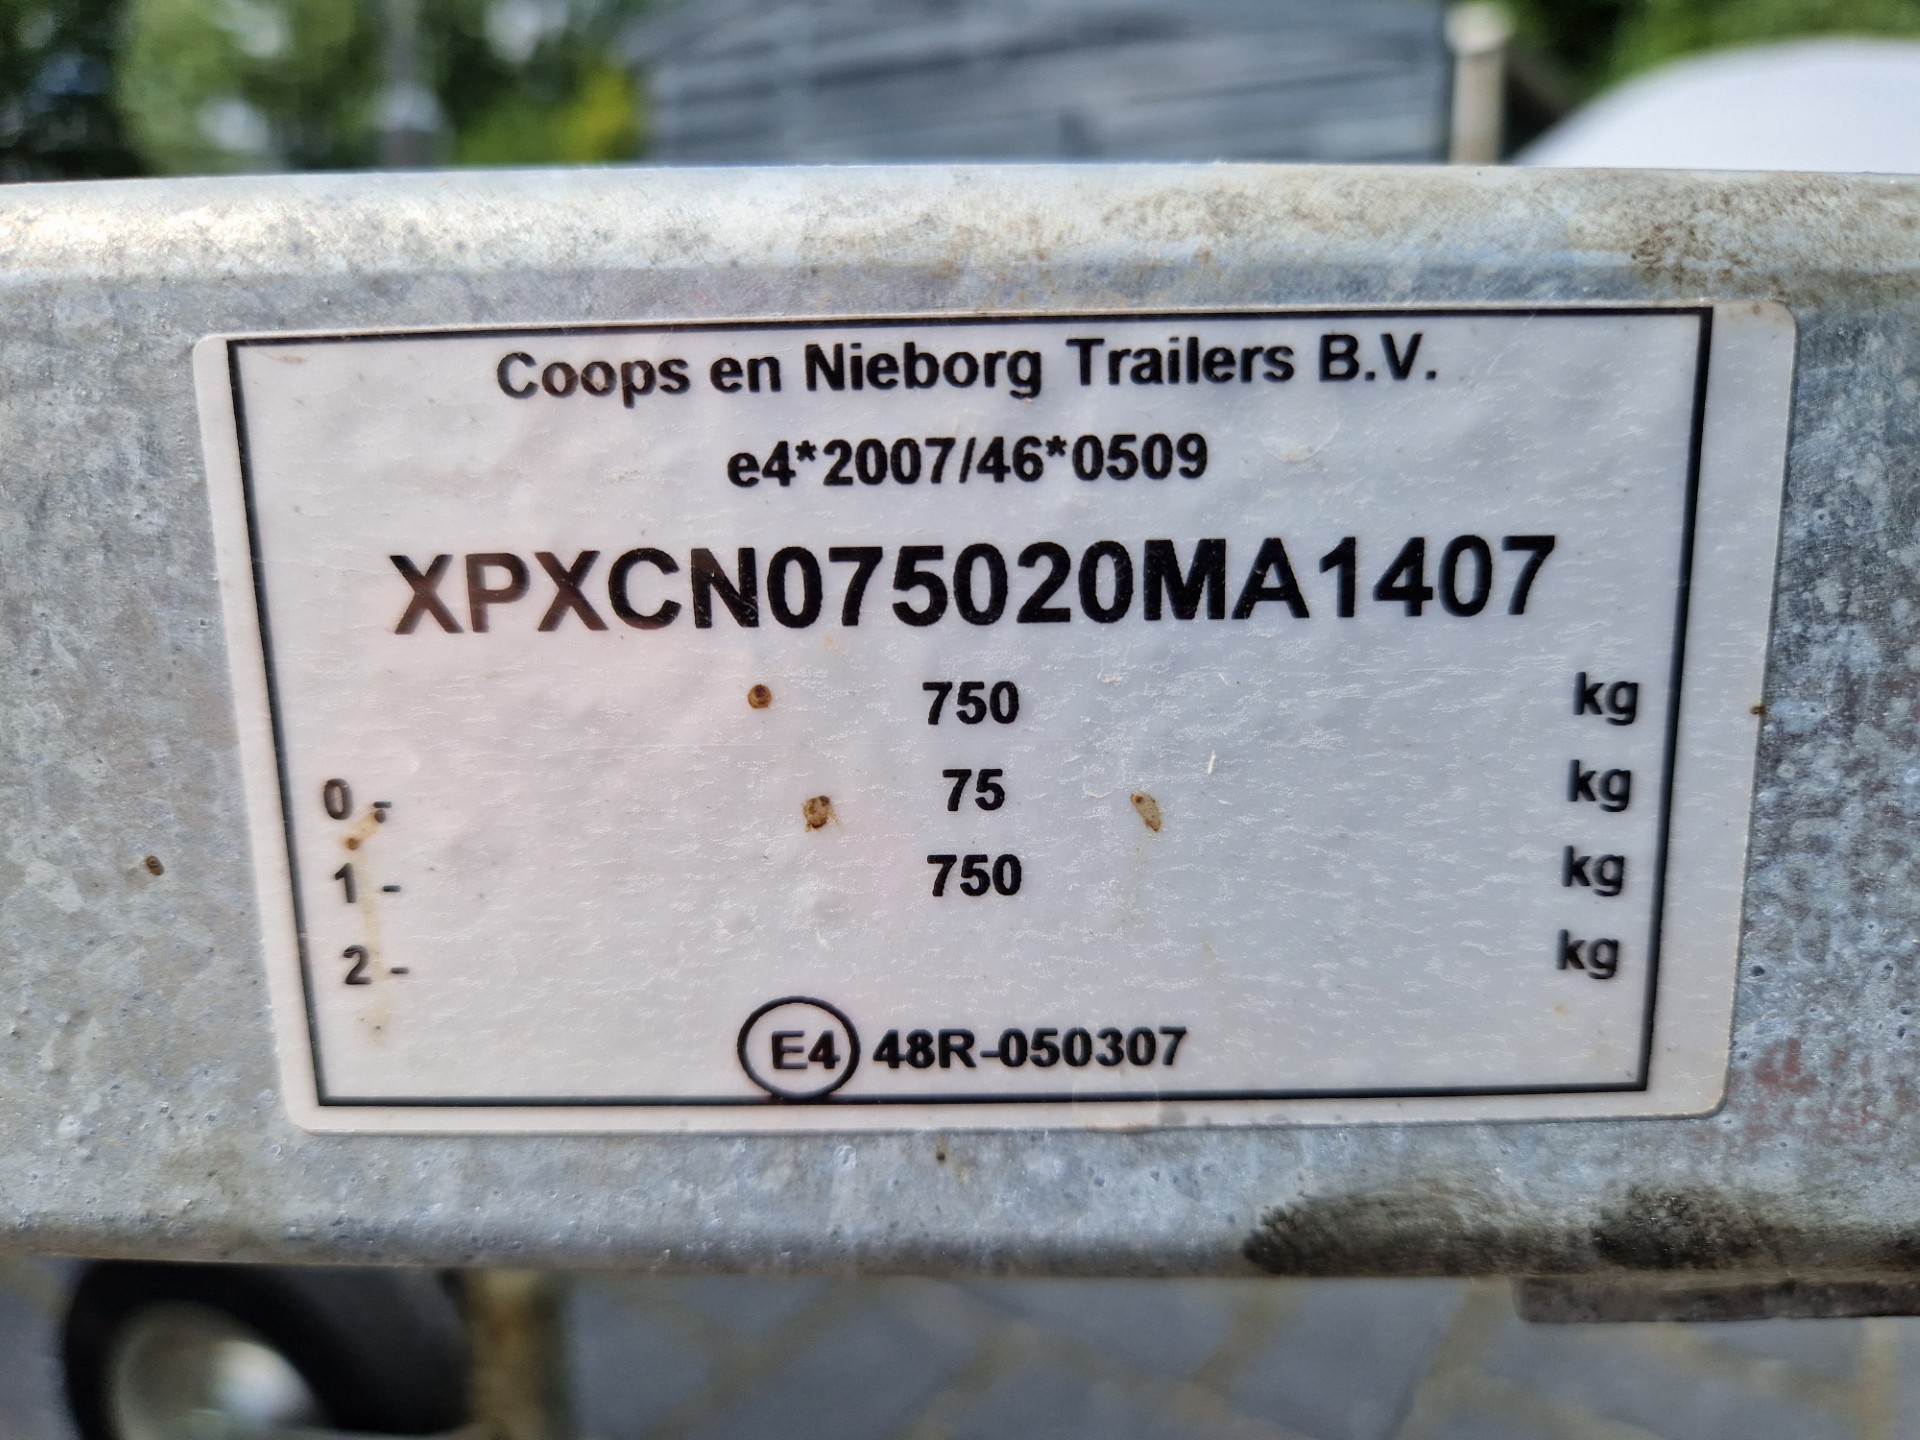 Coops en Nieborg Trailers B.V.
e4*2007/46*0509
XPXCN075020MA1407
750 kg
0 - 75 kg
1 - 750 kg
2 - kg
E4 48R-050307